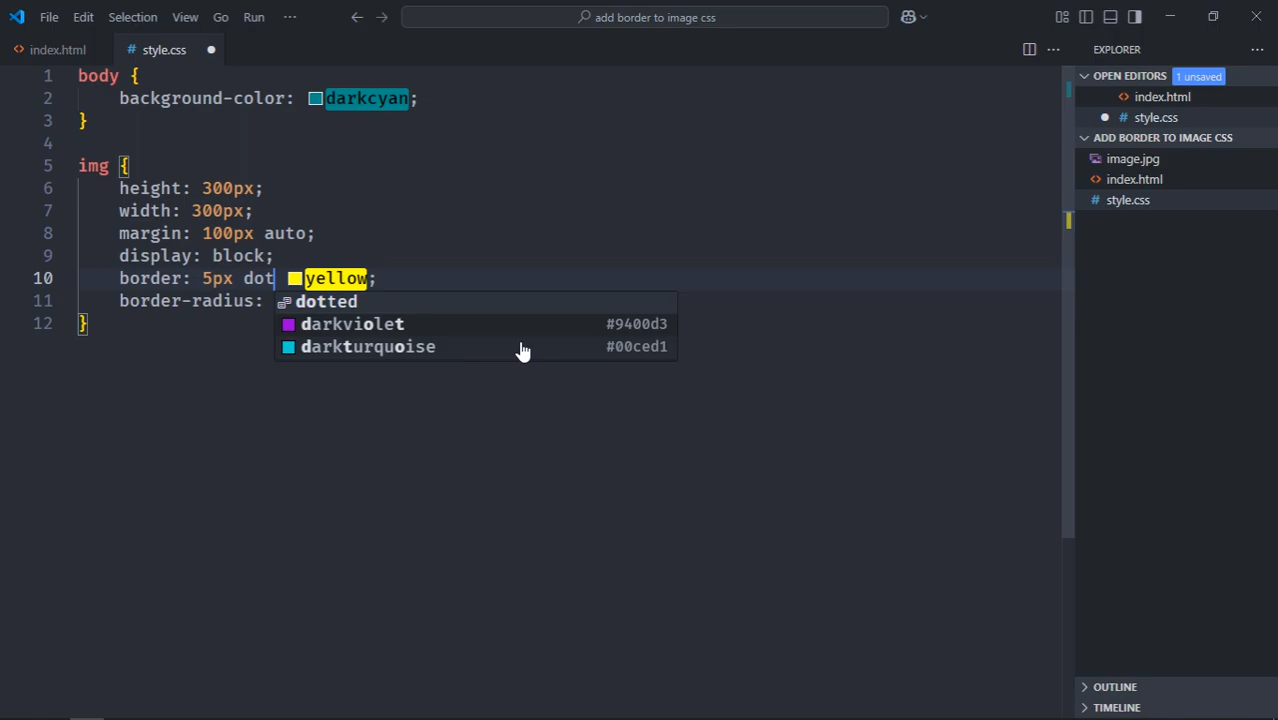 File Edit Selection View Go Run ··· add border to image css
index.html style.css
1 body {
2 background-color: darkcyan;
3 }
4
5 img {
6 height: 300px;
7 width: 300px;
8 margin: 100px auto;
9 display: block;
10 border: 5px dot yellow;
11 border-radius:
12 }
dotted
darkviolet #9400d3
darkturquoise #00ced1
EXPLORER
OPEN EDITORS 1 unsaved
index.html
style.css
ADD BORDER TO IMAGE CSS
image.jpg
index.html
style.css
OUTLINE
TIMELINE